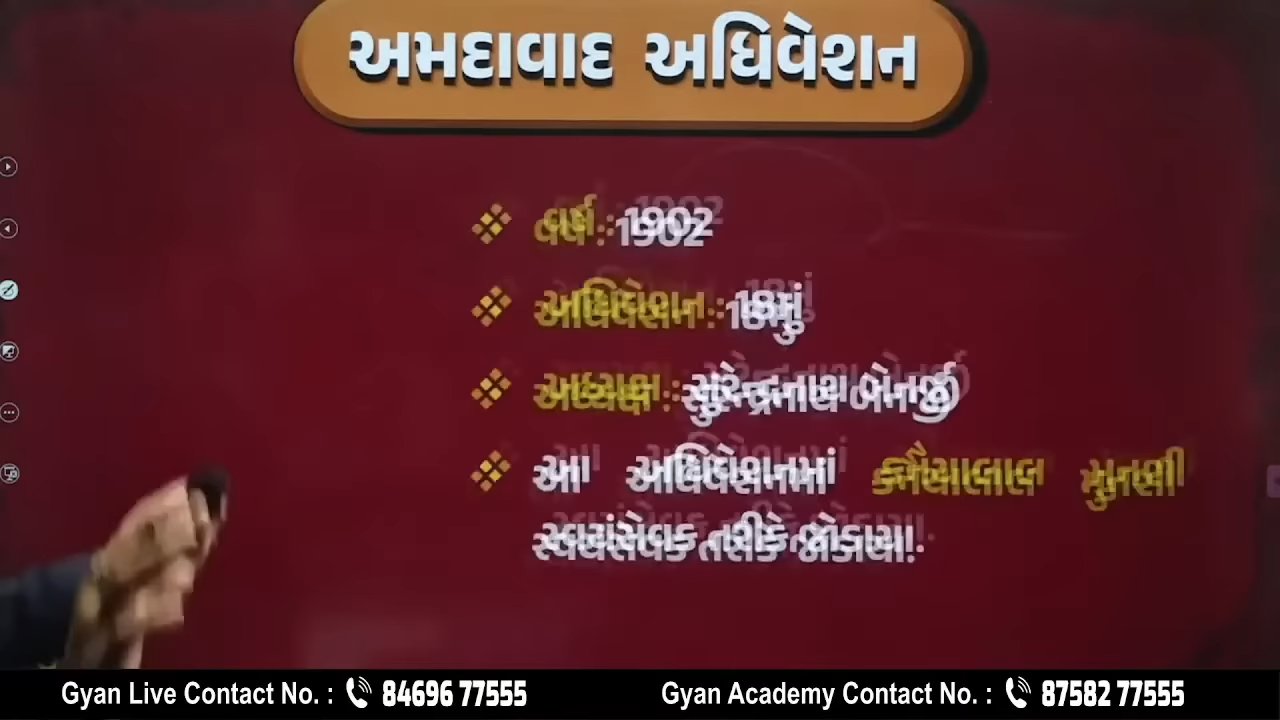 અમદાવાદ અધિવેશન
વર્ષ : 1902
અધિવેશન : 18મું
અધ્યક્ષ : સુરેન્દ્રનાથ બેનર્જી
આ અધિવેશનમાં કનૈયાલાલ મુનશી
સ્વયંસેવક તરીકે જોડાયા.
Gyan Live Contact No. : 84696 77555
Gyan Academy Contact No. : 87582 77555